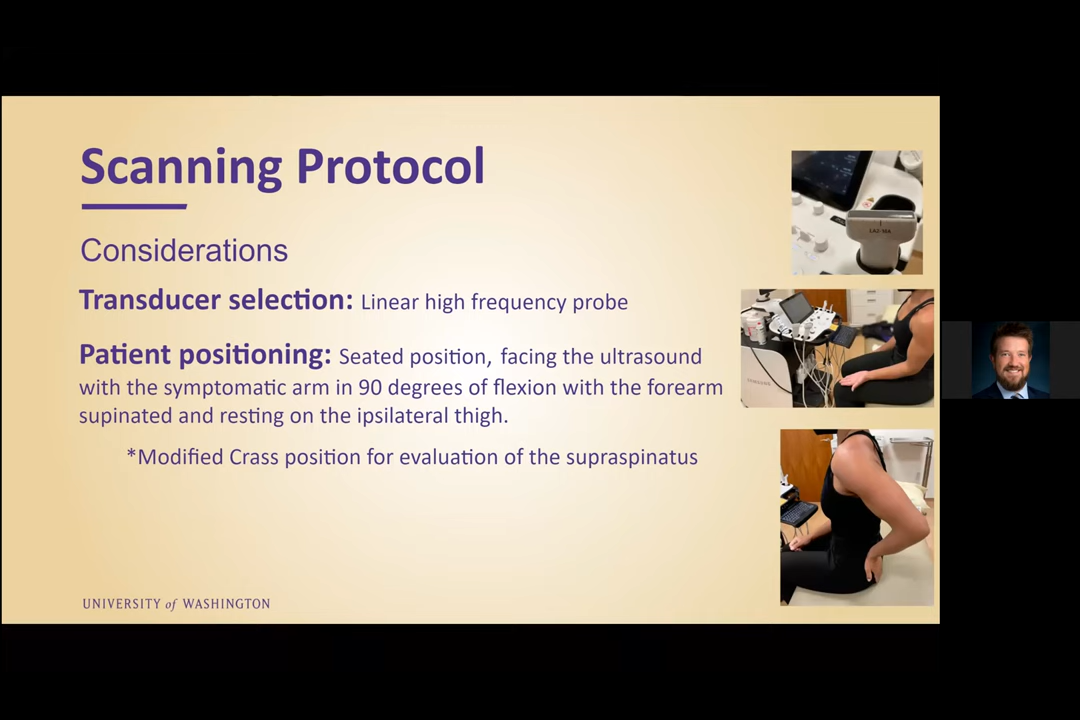 Scanning Protocol
Considerations
Transducer selection: Linear high frequency probe
Patient positioning: Seated position, facing the ultrasound
with the symptomatic arm in 90 degrees of flexion with the forearm
supinated and resting on the ipsilateral thigh.
*Modified Crass position for evaluation of the supraspinatus
UNIVERSITY of WASHINGTON
SAMSUNG